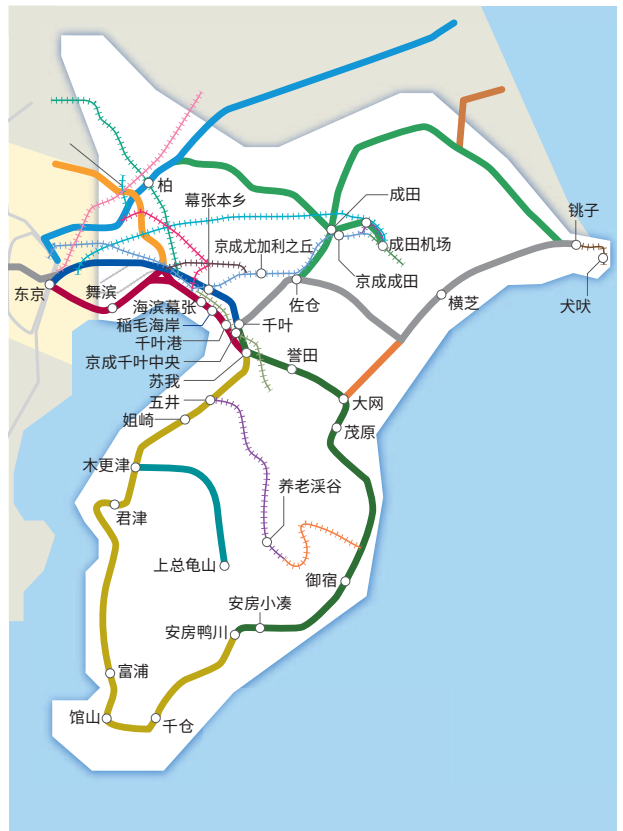 柏
幕张本乡
成田
铫子
京成尤加利之丘
成田机场
东京
舞滨
海滨幕张
佐仓
京成成田
横芝
犬吠
稲毛海岸
千叶
千叶港
京成千叶中央
苏我
誉田
五井
大网
姐崎
茂原
木更津
养老渓谷
君津
上总龟山
御宿
安房小凑
安房鸭川
富浦
馆山
千仓